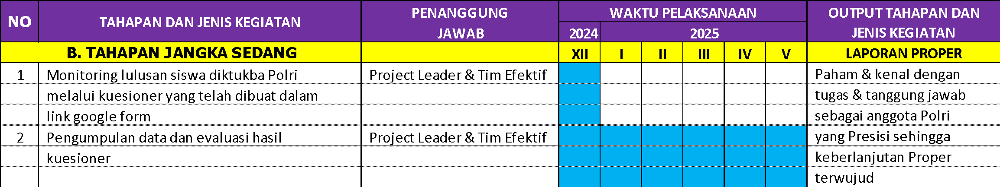 NO TAHAPAN DAN JENIS KEGIATAN PENANGGUNG JAWAB WAKTU PELAKSANAAN OUTPUT TAHAPAN DAN JENIS KEGIATAN
2024 2025
B. TAHAPAN JANGKA SEDANG XII I II III IV V LAPORAN PROPER
1 Monitoring lulusan siswa diktukba Polri Project Leader & Tim Efektif Paham & kenal dengan
melalui kuesioner yang telah dibuat dalam tugas & tanggung jawab
link google form sebagai anggota Polri
2 Pengumpulan data dan evaluasi hasil Project Leader & Tim Efektif yang Presisi sehingga
kuesioner keberlanjutan Proper
terwujud